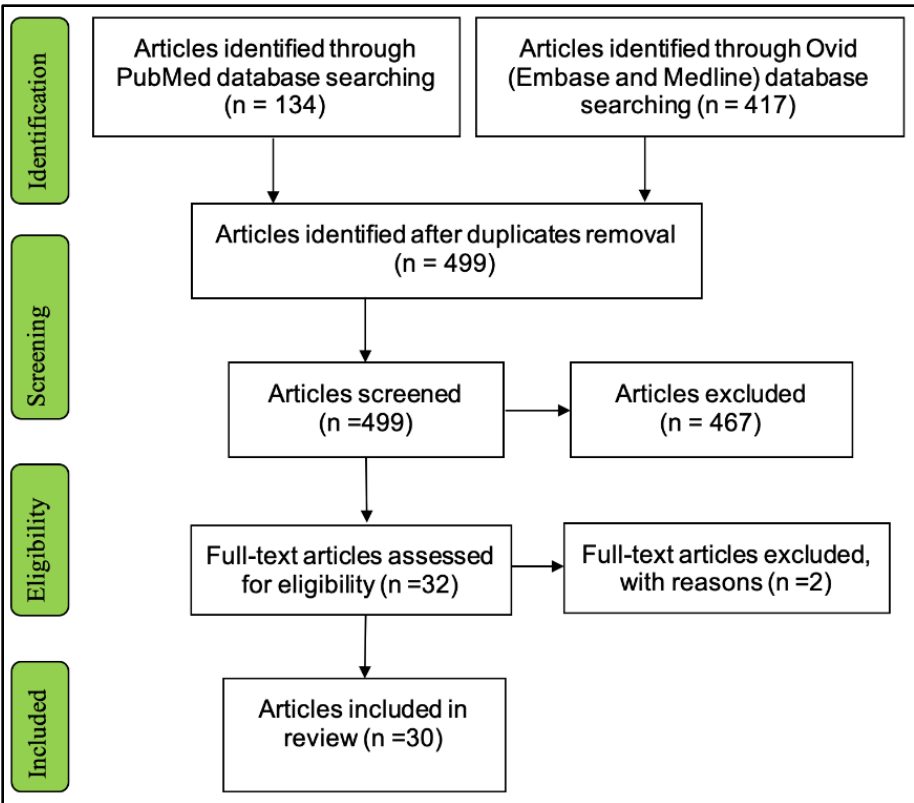 Identification
Articles identified through
PubMed database searching
(n = 134)
Articles identified through Ovid
(Embase and Medline) database
searching (n = 417)
Articles identified after duplicates removal
(n = 499)
Screening
Articles screened
(n =499)
Articles excluded
(n = 467)
Eligibility
Full-text articles assessed
for eligibility (n =32)
Full-text articles excluded,
with reasons (n =2)
Included
Articles included in
review (n =30)